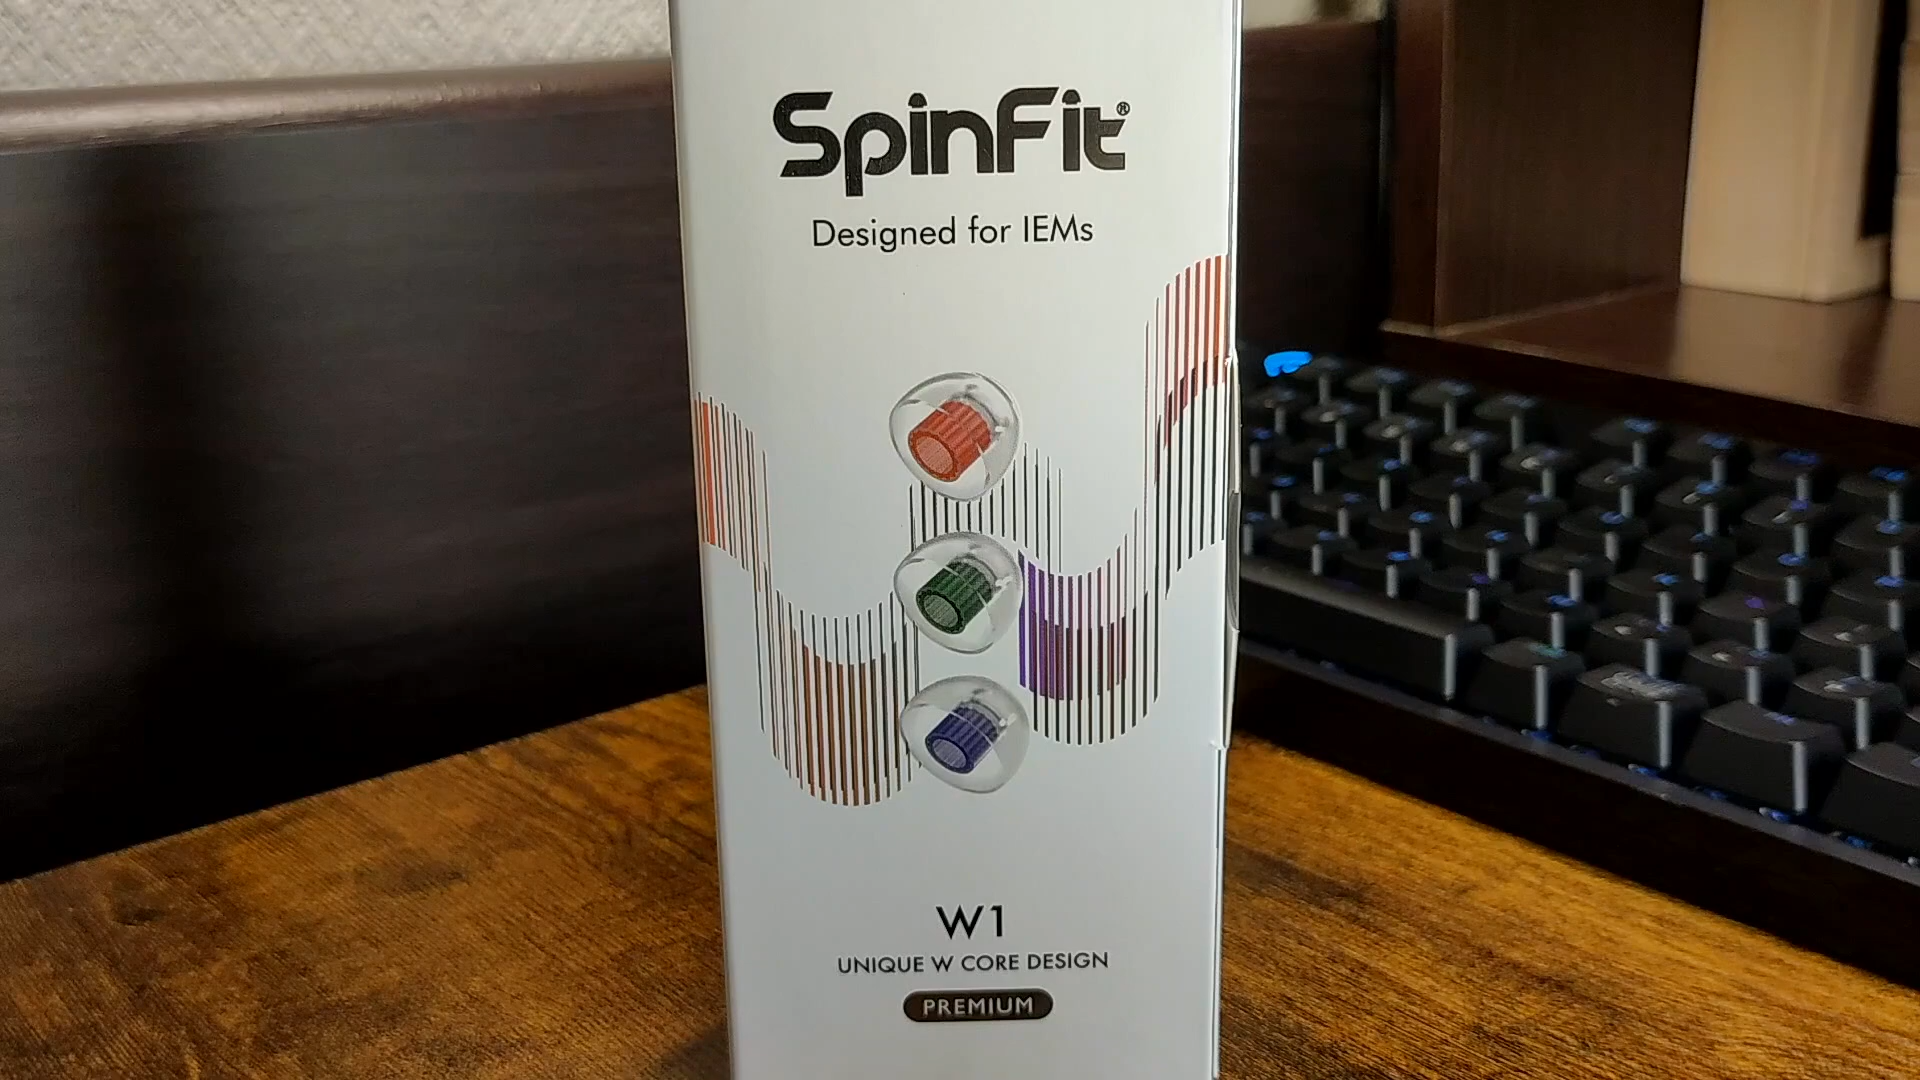 SpinFit®
Designed for IEMs
W1
UNIQUE W CORE DESIGN
PREMIUM